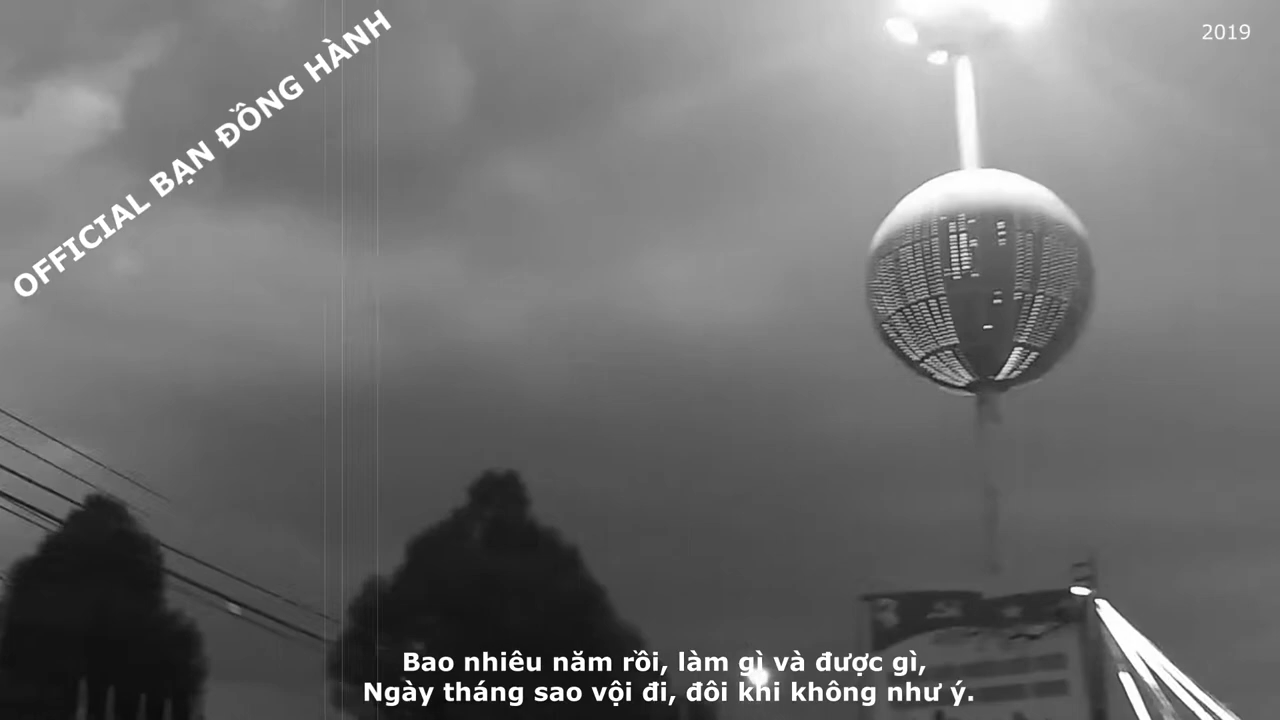 OFFICIAL BẠN ĐỒNG HÀNH
2019
Bao nhiêu năm rồi, làm gì và được gì,
Ngày tháng sao vội đi, đôi khi không như ý.